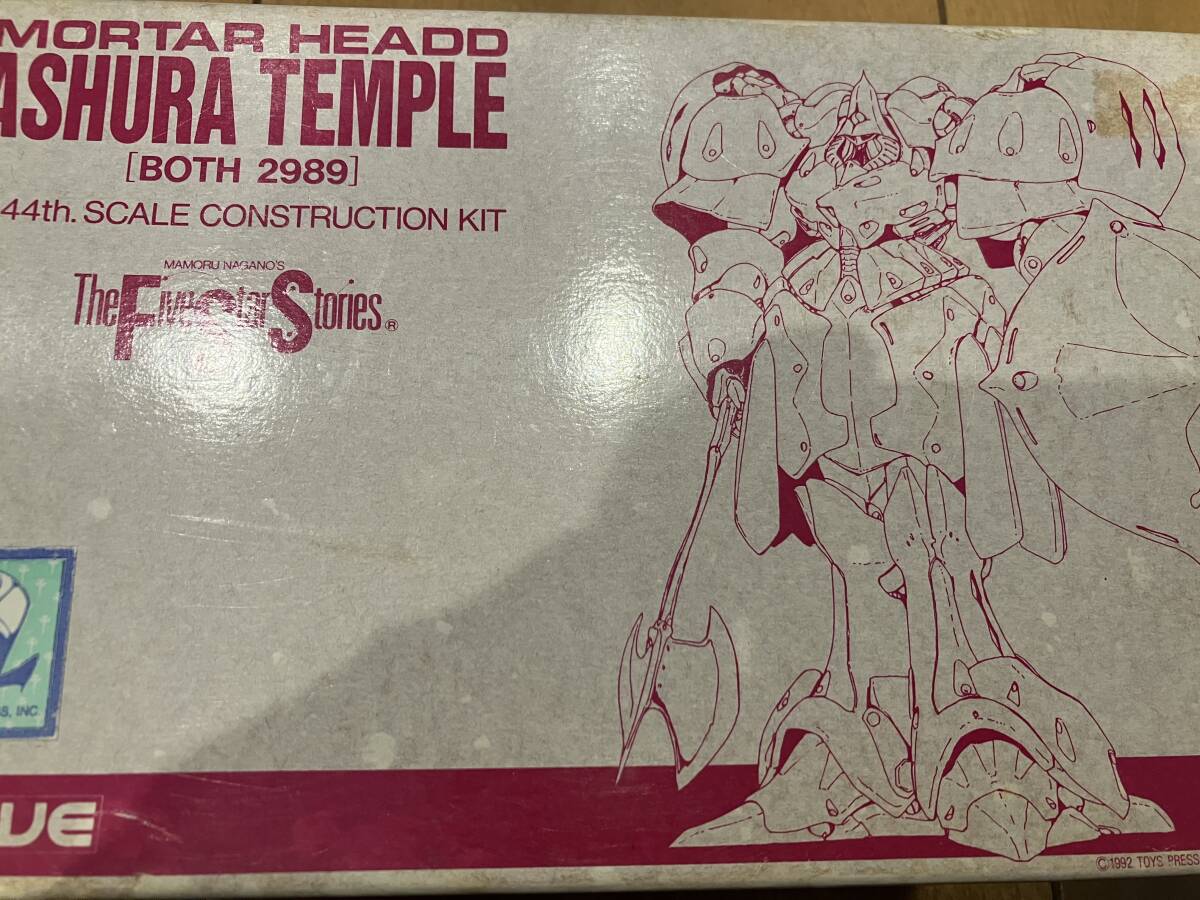 MORTAR HEADD
ASHURA TEMPLE
[BOTH 2989]
44th. SCALE CONSTRUCTION KIT
MAMORU NAGANO'S
The Five Star Stories ®
S, INC
UE
©1992 TOYS PRESS